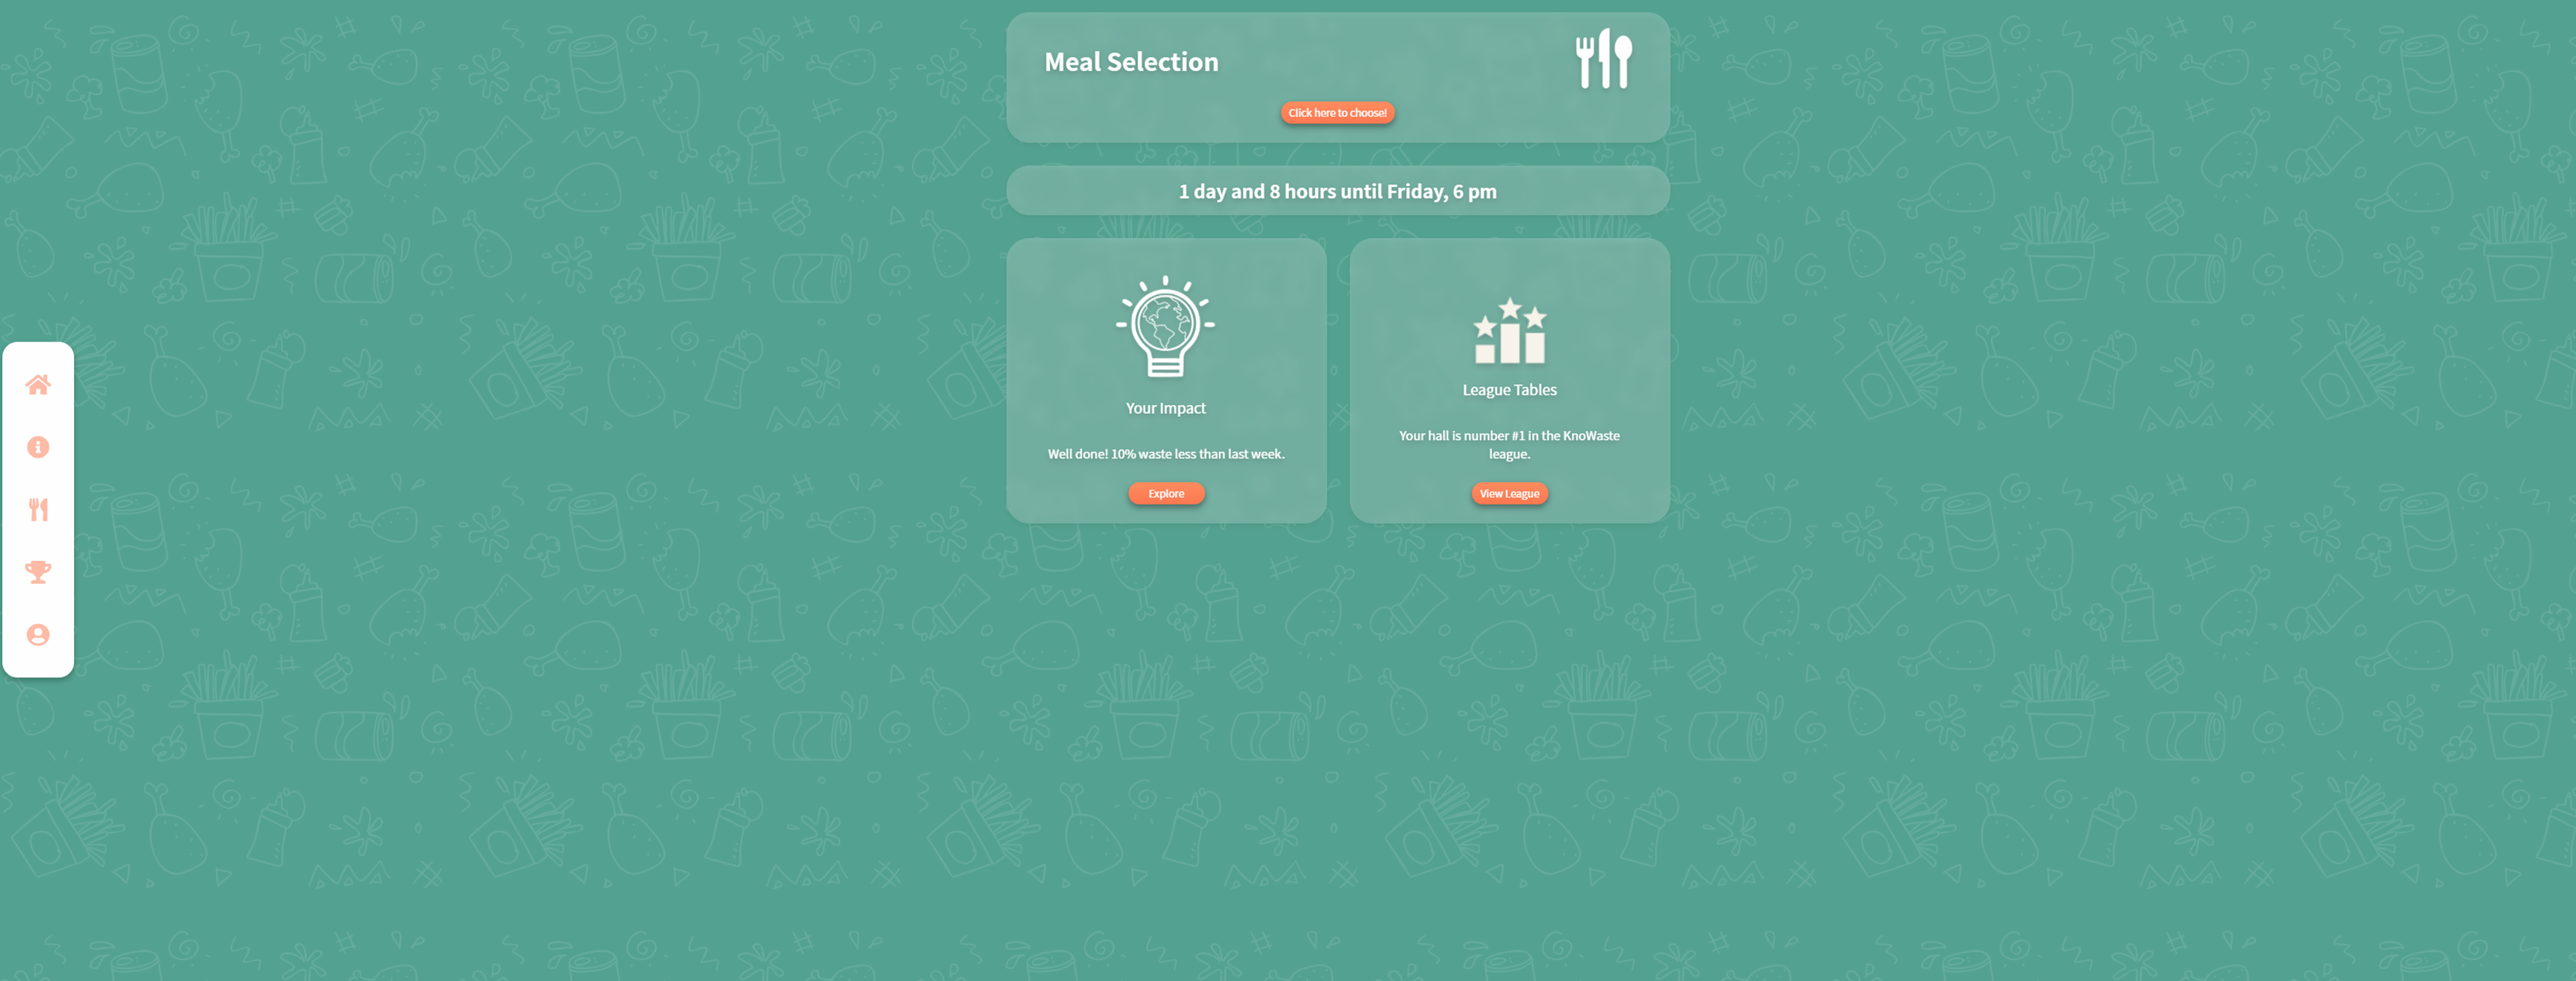 Meal Selection
Click here to choose!
1 day and 8 hours until Friday, 6 pm
Your Impact
Well done! 10% waste less than last week.
Explore
League Tables
Your hall is number #1 in the KnoWaste
league.
View League